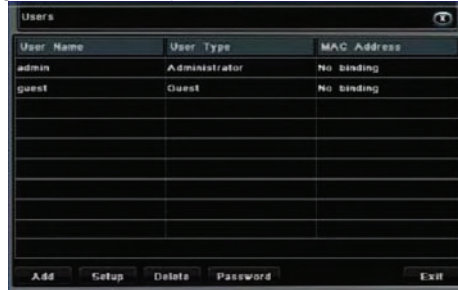 Users
User Name User Type MAC Address
admin Administrator No binding
guest Guest No binding
Add Setup Delete Password Exit